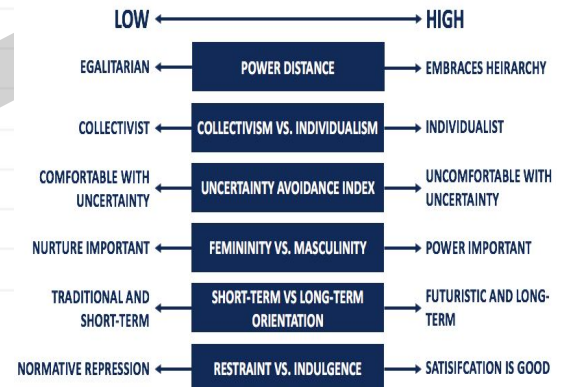 LOW HIGH
EGALITARIAN POWER DISTANCE EMBRACES HEIRARCHY
COLLECTIVIST COLLECTIVISM VS. INDIVIDUALISM INDIVIDUALIST
COMFORTABLE WITH
UNCERTAINTY
UNCERTAINTY AVOIDANCE INDEX
UNCOMFORTABLE WITH
UNCERTAINTY
NURTURE IMPORTANT FEMININITY VS. MASCULINITY POWER IMPORTANT
TRADITIONAL AND
SHORT-TERM
SHORT-TERM VS LONG-TERM
ORIENTATION
FUTURISTIC AND LONG-
TERM
NORMATIVE REPRESSION RESTRAINT VS. INDULGENCE SATISIFCATION IS GOOD